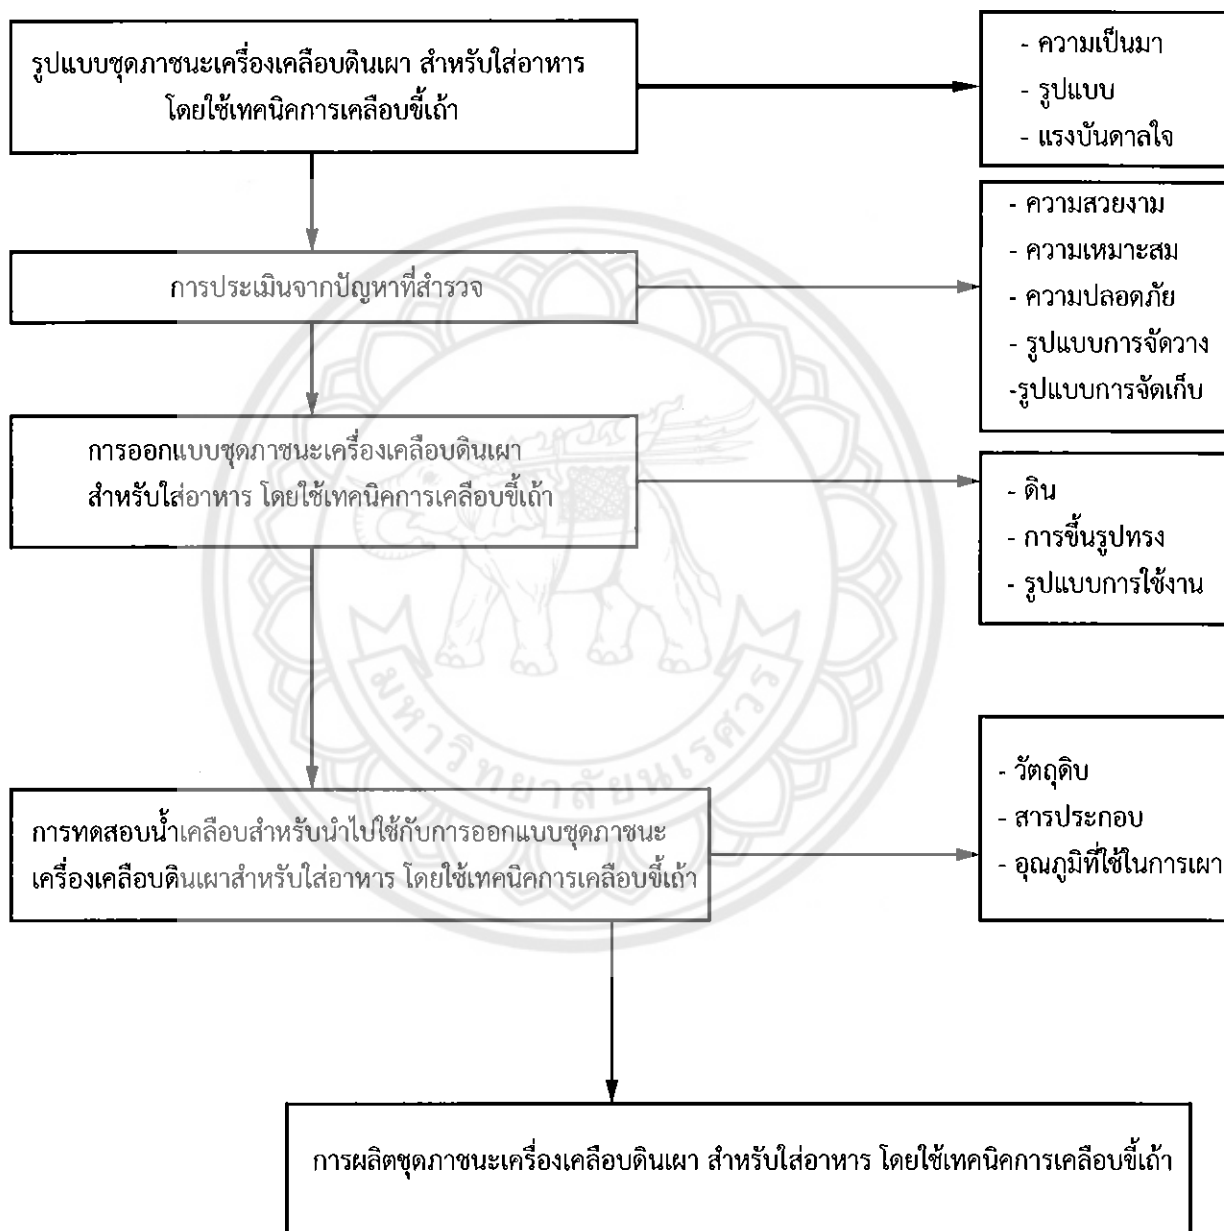 รูปแบบชุดภาชนะเครื่องเคลือบดินเผา สำหรับใส่อาหาร
โดยใช้เทคนิคการเคลือบขี้เถ้า
- ความเป็นมา
- รูปแบบ
- แรงบันดาลใจ
การประเมินจากปัญหาที่สำรวจ
- ความสวยงาม
- ความเหมาะสม
- ความปลอดภัย
- รูปแบบการจัดวาง
-รูปแบบการจัดเก็บ
การออกแบบชุดภาชนะเครื่องเคลือบดินเผา
สำหรับใส่อาหาร โดยใช้เทคนิคการเคลือบขี้เถ้า
- ดิน
- การขึ้นรูปทรง
- รูปแบบการใช้งาน
มหาวิทยาลัยนเรศวร
การทดสอบน้ำเคลือบสำหรับนำไปใช้กับการออกแบบชุดภาชนะ
เครื่องเคลือบดินเผาสำหรับใส่อาหาร โดยใช้เทคนิคการเคลือบขี้เถ้า
- วัตถุดิบ
- สารประกอบ
- อุณภูมิที่ใช้ในการเผา
การผลิตชุดภาชนะเครื่องเคลือบดินเผา สำหรับใส่อาหาร โดยใช้เทคนิคการเคลือบขี้เถ้า